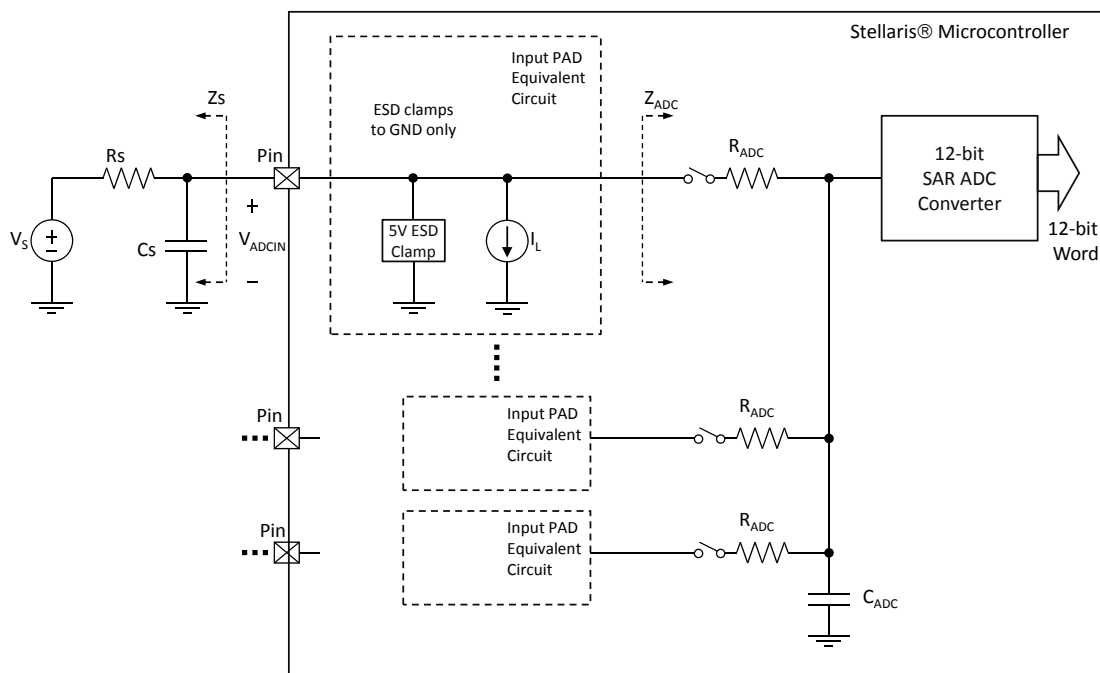 Stellaris® Microcontroller
Input PAD
Equivalent
Circuit
ESD clamps
to GND only
Zs
Z_ADC
Rs
Pin
R_ADC
12-bit
SAR ADC
Converter
+
V_ADCIN
−
V_S
+
−
Cs
5V ESD
Clamp
I_L
12-bit
Word
Pin
Input PAD
Equivalent
Circuit
R_ADC
Pin
Input PAD
Equivalent
Circuit
R_ADC
C_ADC